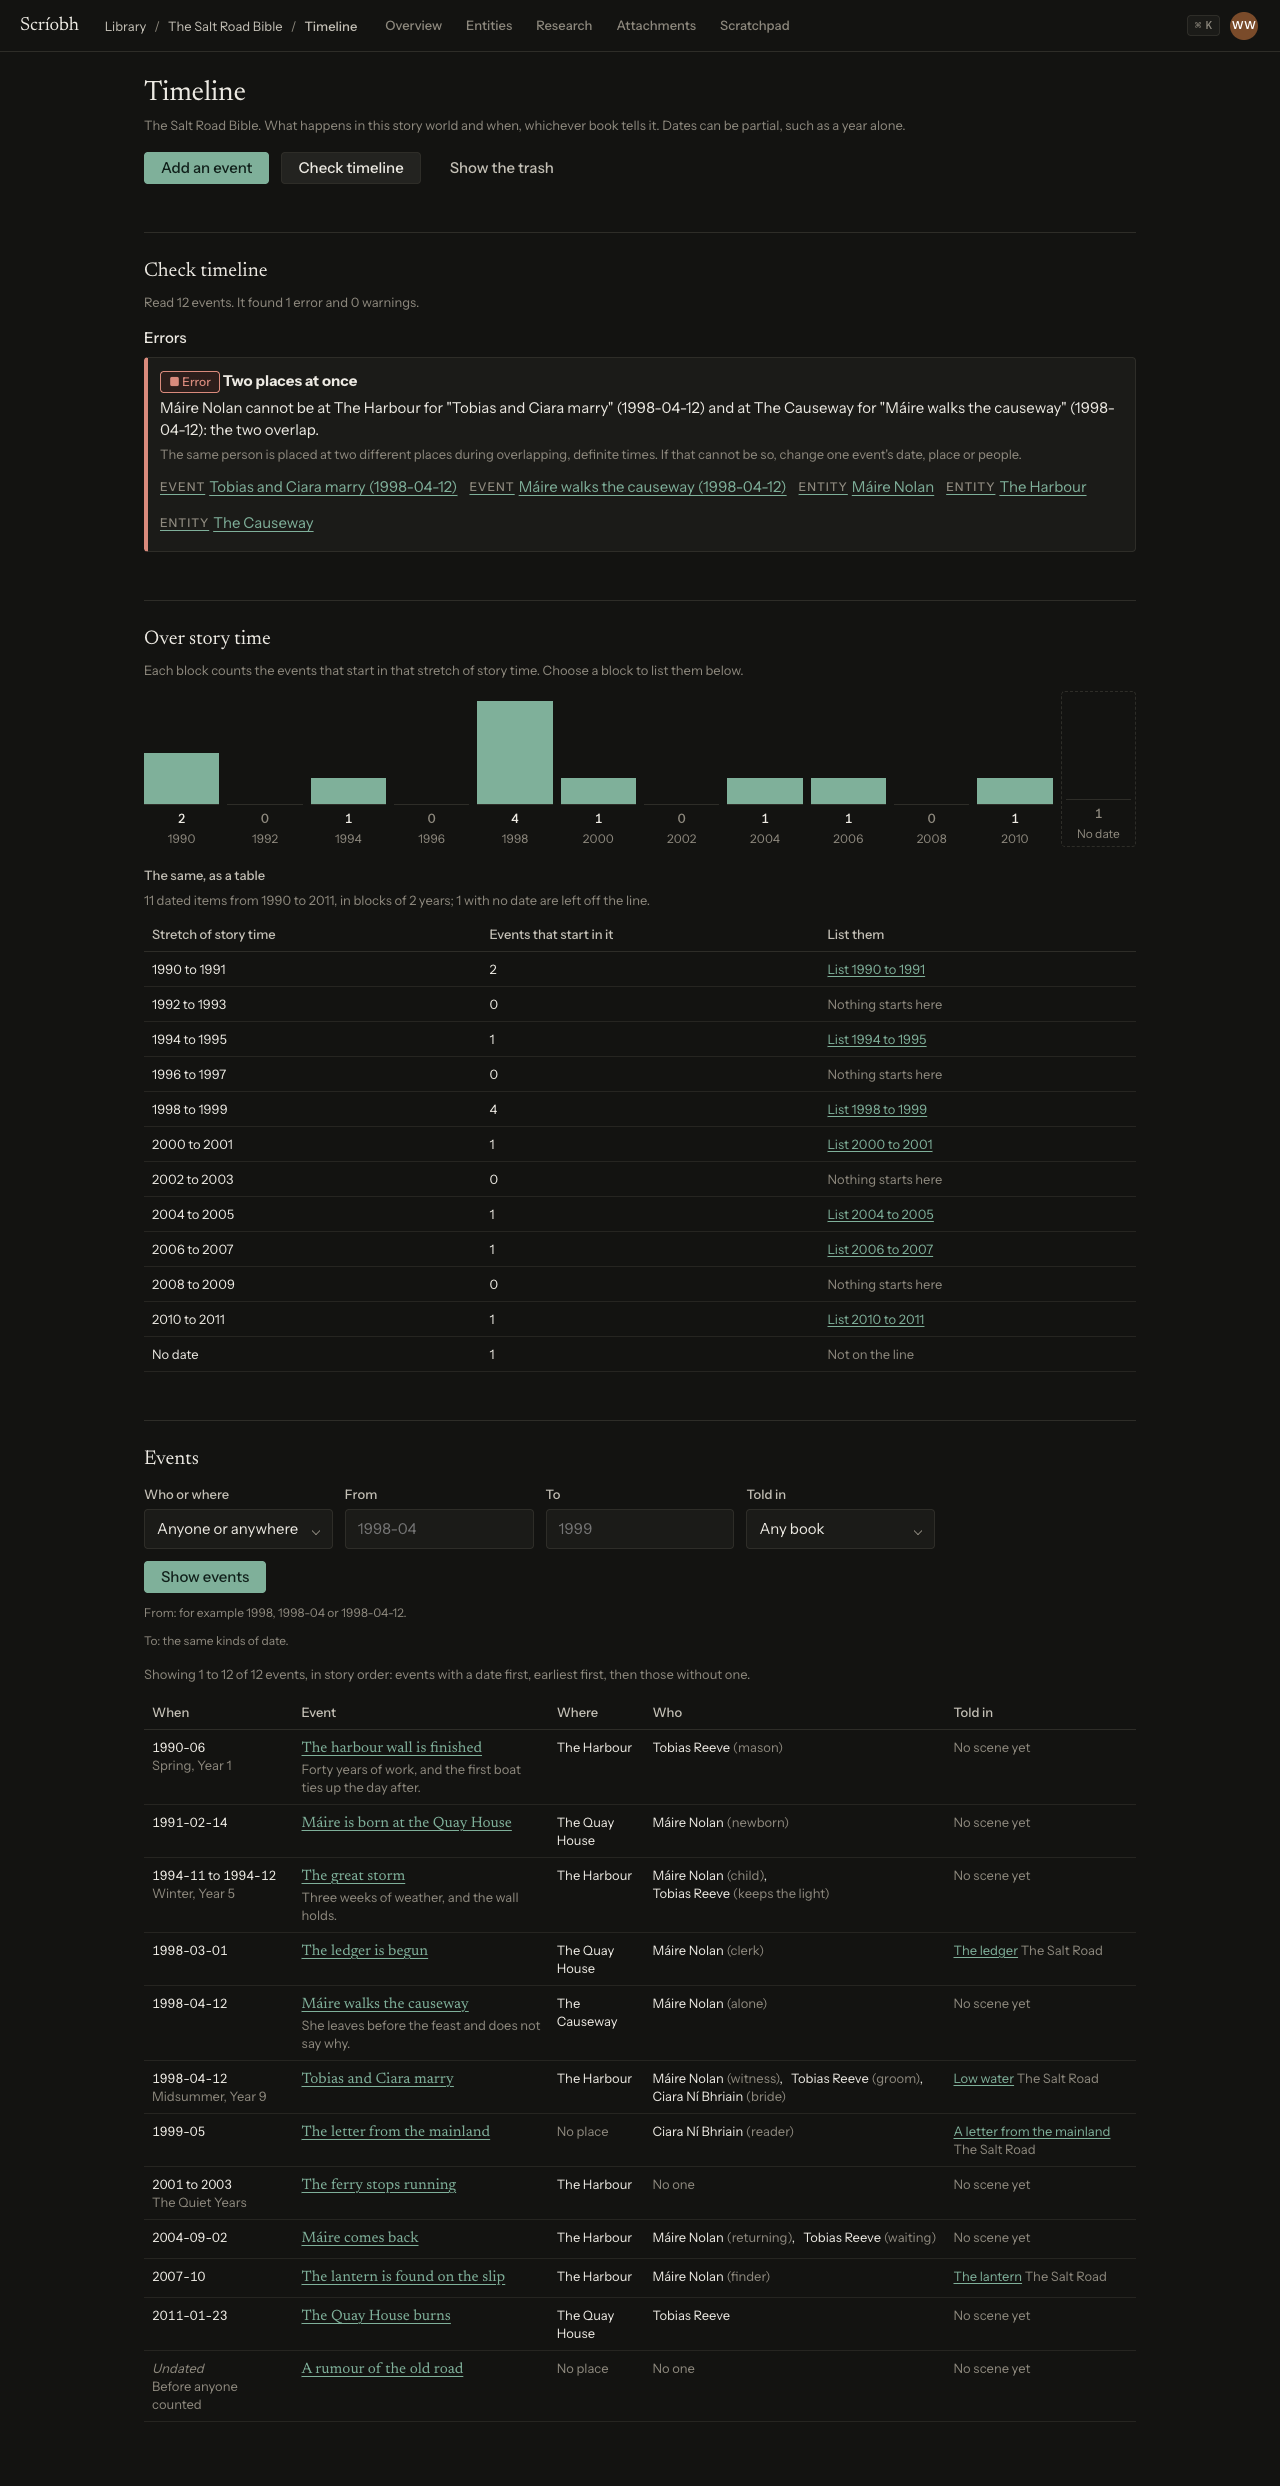 Scríobh
Library / The Salt Road Bible / Timeline
Overview
Entities
Research
Attachments
Scratchpad
⌘ K
WW
Timeline
The Salt Road Bible. What happens in this story world and when, whichever book tells it. Dates can be partial, such as a year alone.
Add an event
Check timeline
Show the trash
Check timeline
Read 12 events. It found 1 error and 0 warnings.
Errors
Error Two places at once
Máire Nolan cannot be at The Harbour for "Tobias and Ciara marry" (1998-04-12) and at The Causeway for "Máire walks the causeway" (1998-
04-12): the two overlap.
The same person is placed at two different places during overlapping, definite times. If that cannot be so, change one event's date, place or people.
EVENT Tobias and Ciara marry (1998-04-12) EVENT Máire walks the causeway (1998-04-12) ENTITY Máire Nolan ENTITY The Harbour
ENTITY The Causeway
Over story time
Each block counts the events that start in that stretch of story time. Choose a block to list them below.
2 0 1 0 4 1 0 1 1 0 1 1
1990 1992 1994 1996 1998 2000 2002 2004 2006 2008 2010 No date
The same, as a table
11 dated items from 1990 to 2011, in blocks of 2 years; 1 with no date are left off the line.
Stretch of story time Events that start in it List them
1990 to 1991 2 List 1990 to 1991
1992 to 1993 0 Nothing starts here
1994 to 1995 1 List 1994 to 1995
1996 to 1997 0 Nothing starts here
1998 to 1999 4 List 1998 to 1999
2000 to 2001 1 List 2000 to 2001
2002 to 2003 0 Nothing starts here
2004 to 2005 1 List 2004 to 2005
2006 to 2007 1 List 2006 to 2007
2008 to 2009 0 Nothing starts here
2010 to 2011 1 List 2010 to 2011
No date 1 Not on the line
Events
Who or where From To Told in
Anyone or anywhere 1998-04 1999 Any book
Show events
From: for example 1998, 1998-04 or 1998-04-12.
To: the same kinds of date.
Showing 1 to 12 of 12 events, in story order: events with a date first, earliest first, then those without one.
When Event Where Who Told in
1990-06 The harbour wall is finished The Harbour Tobias Reeve (mason) No scene yet
Spring, Year 1 Forty years of work, and the first boat
ties up the day after.
1991-02-14 Máire is born at the Quay House The Quay Máire Nolan (newborn) No scene yet
House
1994-11 to 1994-12 The great storm The Harbour Máire Nolan (child), No scene yet
Winter, Year 5 Three weeks of weather, and the wall Tobias Reeve (keeps the light)
holds.
1998-03-01 The ledger is begun The Quay Máire Nolan (clerk) The ledger The Salt Road
House
1998-04-12 Máire walks the causeway The Máire Nolan (alone) No scene yet
She leaves before the feast and does not Causeway
say why.
1998-04-12 Tobias and Ciara marry The Harbour Máire Nolan (witness), Tobias Reeve (groom), Low water The Salt Road
Midsummer, Year 9 Ciara Ní Bhriain (bride)
1999-05 The letter from the mainland No place Ciara Ní Bhriain (reader) A letter from the mainland
The Salt Road
2001 to 2003 The ferry stops running The Harbour No one No scene yet
The Quiet Years
2004-09-02 Máire comes back The Harbour Máire Nolan (returning), Tobias Reeve (waiting) No scene yet
2007-10 The lantern is found on the slip The Harbour Máire Nolan (finder) The lantern The Salt Road
2011-01-23 The Quay House burns The Quay Tobias Reeve No scene yet
House
Undated A rumour of the old road No place No one No scene yet
Before anyone
counted